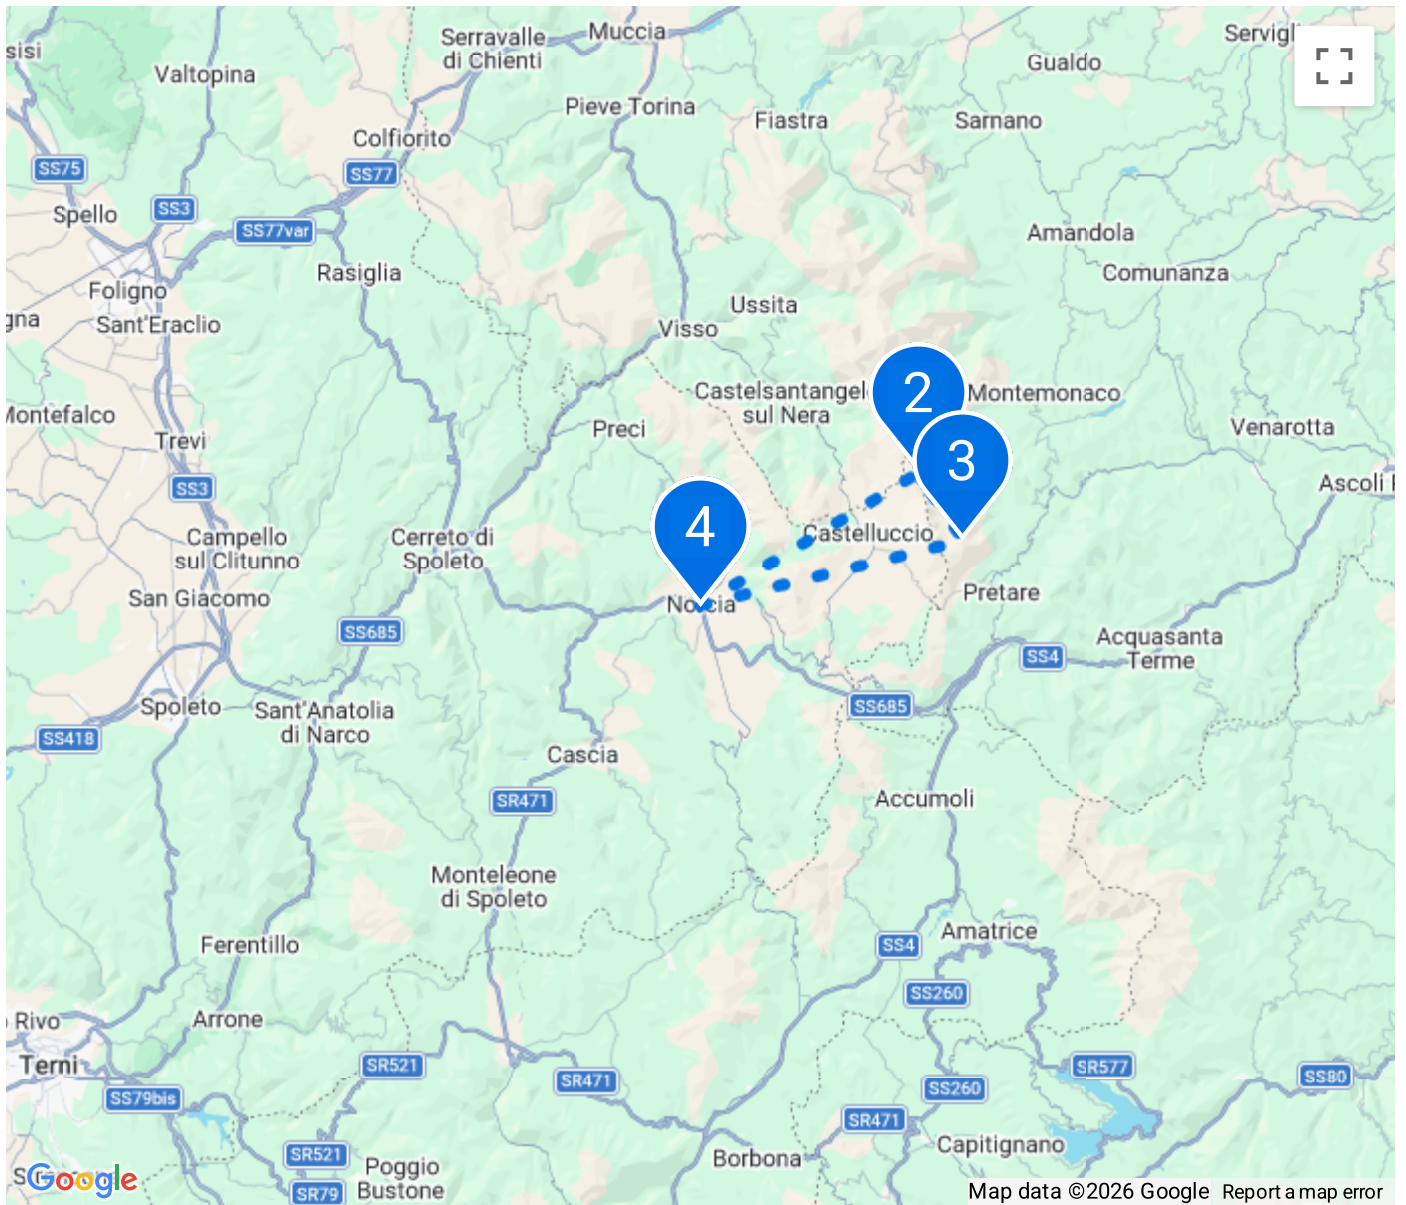 Serravalle
di Chienti
Muccia
Valtopina
Gualdo
Pieve Torina
Fiastra
Sarnano
Colfiorito
SS75
SS77
Spello
SS3
SS77var
Amandola
Rasiglia
Comunanza
Foligno
Ussita
Sant'Eraclio
Visso
2
Castelsantangelo
sul Nera
Montemonaco
Montefalco
Preci
Venarotta
Trevi
3
SS3
Ascoli
4
Campello
sul Clitunno
Cerreto di
Spoleto
Castelluccio
San Giacomo
Norcia
Pretare
SS685
Acquasanta
Terme
SS4
Spoleto
Sant'Anatolia
di Narco
SS685
SS418
Cascia
SR471
Accumoli
Monteleone
di Spoleto
Ferentillo
SS4
Amatrice
SS260
Rivo
Arrone
Terni
SR521
SR471
SR577
SS80
SS79bis
SS260
SR471
Capitignano
SR521
Poggio
Bustone
Borbona
SR79
Google
Map data ©2026 Google
Report a map error